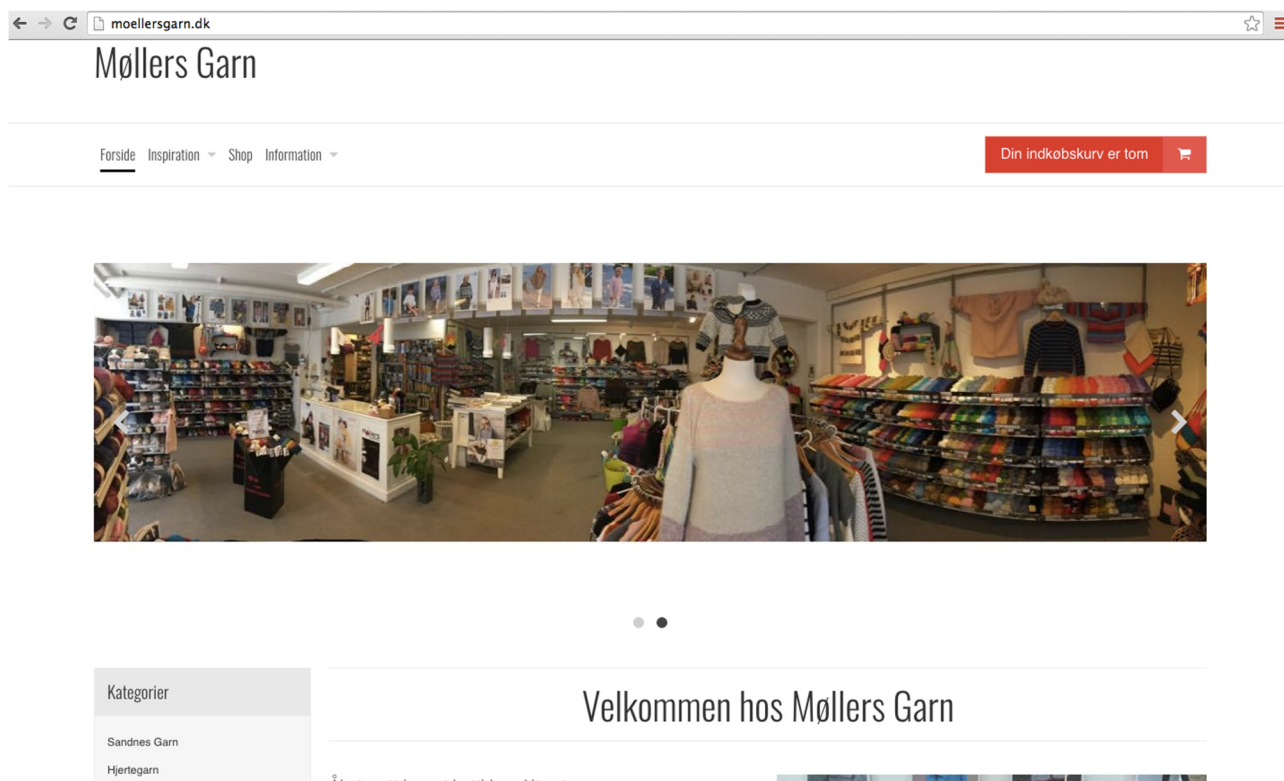 moellersgarn.dk
Møllers Garn
Forside Inspiration Shop Information
Din indkøbskurv er tom
Kategorier
Velkommen hos Møllers Garn
Sandnes Garn
Hjertegarn